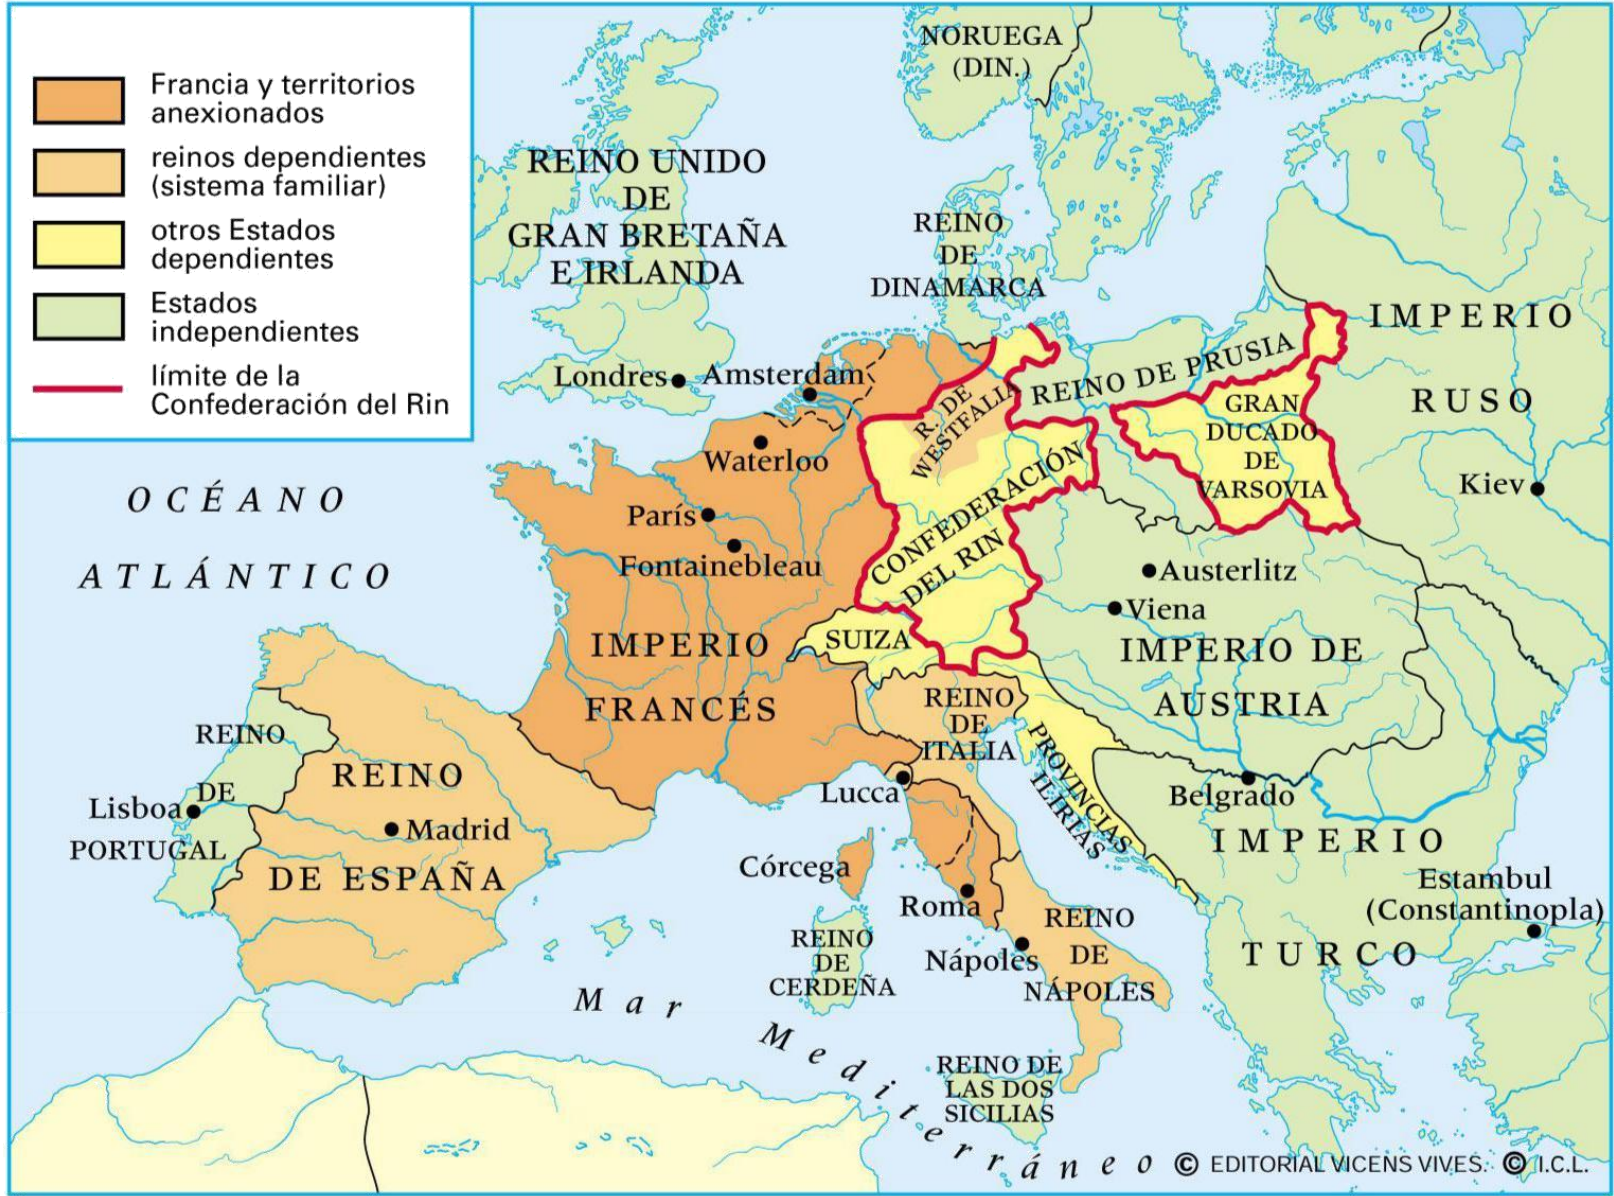 Francia y territorios
anexionados
reinos dependientes
(sistema familiar)
otros Estados
dependientes
Estados
independientes
límite de la
Confederación del Rin
NORUEGA
(DIN.)
REINO UNIDO
DE
GRAN BRETAÑA
E IRLANDA
REINO
DE
DINAMARCA
IMPERIO
RUSO
REINO DE PRUSIA
Londres
Amsterdam
R. DE
WESTFALIA
GRAN
DUCADO
DE
VARSOVIA
Waterloo
Kiev
OCÉANO
ATLÁNTICO
París
Fontainebleau
CONFEDERACIÓN
DEL RIN
Austerlitz
Viena
IMPERIO
FRANCÉS
SUIZA
IMPERIO DE
AUSTRIA
REINO
DE
ITALIA
PROVINCIAS
ILIRIAS
REINO
DE
PORTUGAL
Lisboa
REINO
DE ESPAÑA
Madrid
Lucca
Belgrado
IMPERIO
TURCO
Córcega
Estambul
(Constantinopla)
Roma
REINO
DE
CERDEÑA
Nápoles
REINO
DE
NÁPOLES
Mar
Mediterráneo
REINO DE
LAS DOS
SICILIAS
© EDITORIAL VICENS VIVES. © I.C.L.